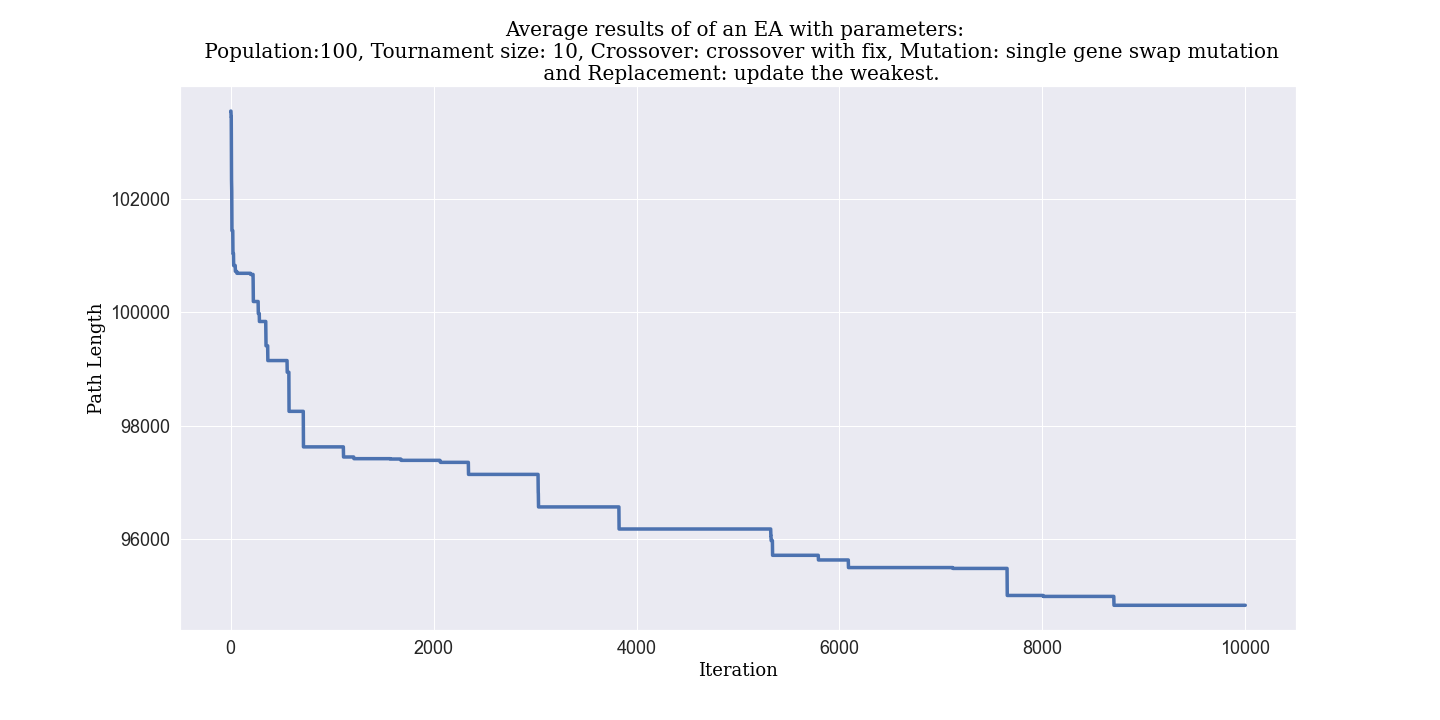 Average results of of an EA with parameters:
Population:100, Tournament size: 10, Crossover: crossover with fix, Mutation: single gene swap mutation
and Replacement: update the weakest.
102000
100000
98000
96000
Path Length
0 2000 4000 6000 8000 10000
Iteration